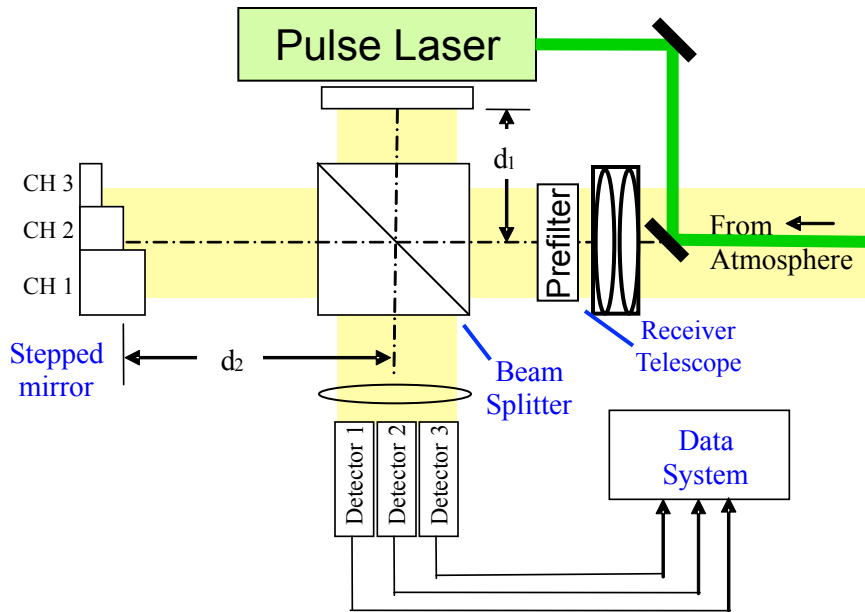 Pulse Laser
d1
CH 3
CH 2
CH 1
Prefilter
From
Atmosphere
Stepped
mirror
d2
Beam
Splitter
Receiver
Telescope
Detector 1
Detector 2
Detector 3
Data
System